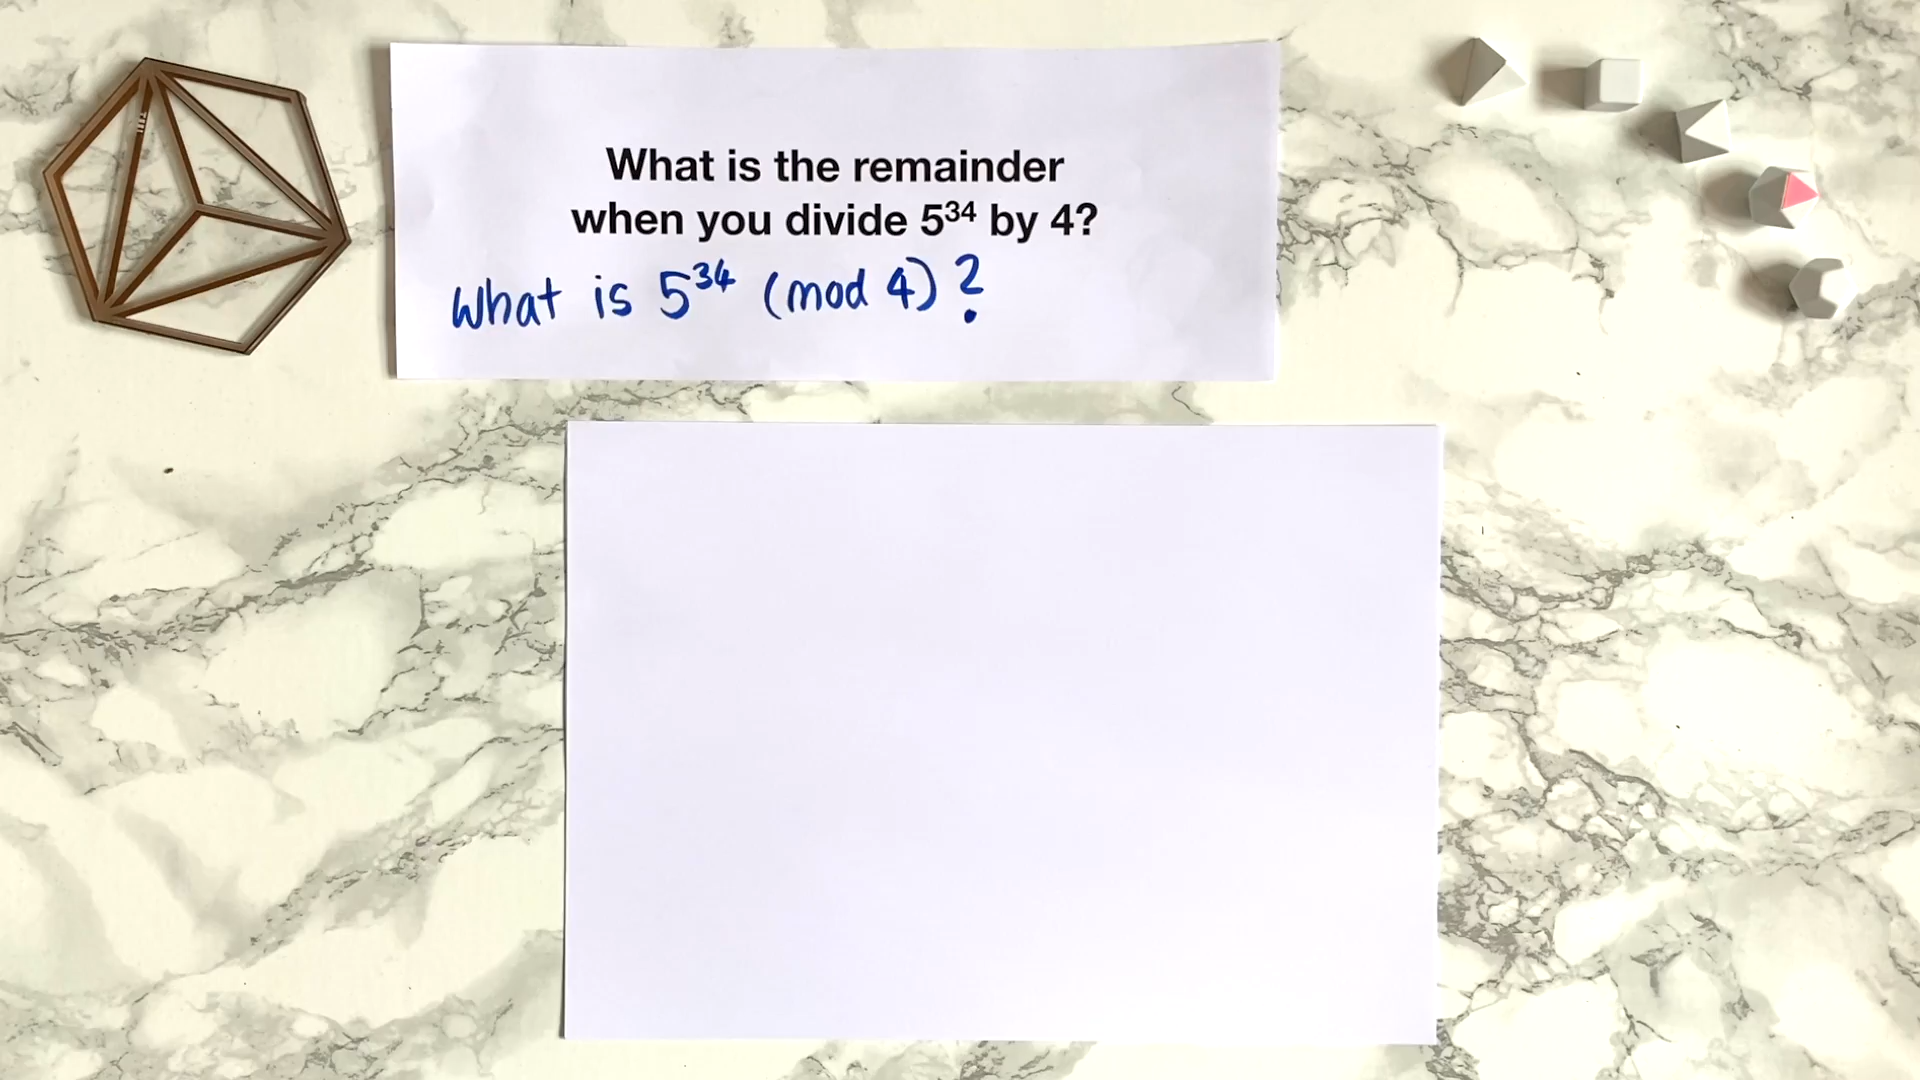 What is the remainder
when you divide 5³⁴ by 4?
What is 5³⁴ (mod 4)?